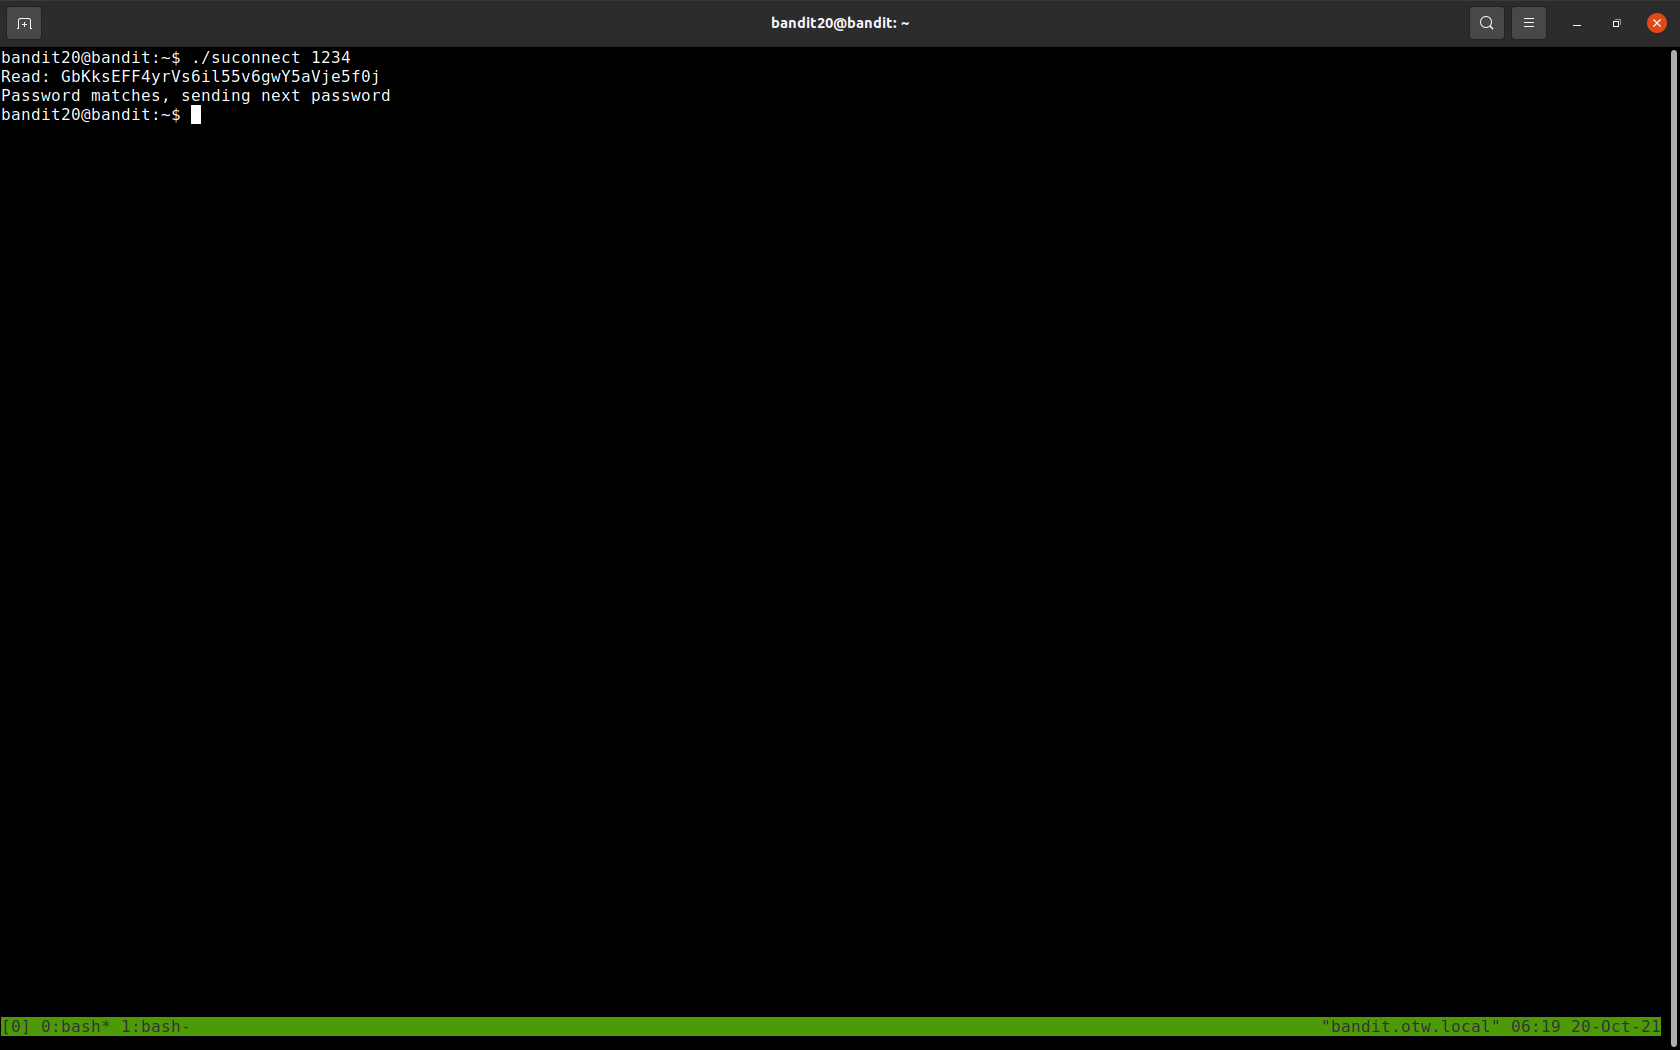 bandit20@bandit: ~
bandit20@bandit:~$ ./suconnect 1234
Read: GbKksEFF4yrVs6il55v6gwY5aVje5f0j
Password matches, sending next password
bandit20@bandit:~$
[0] 0:bash* 1:bash- "bandit.otw.local" 06:19 20-Oct-21